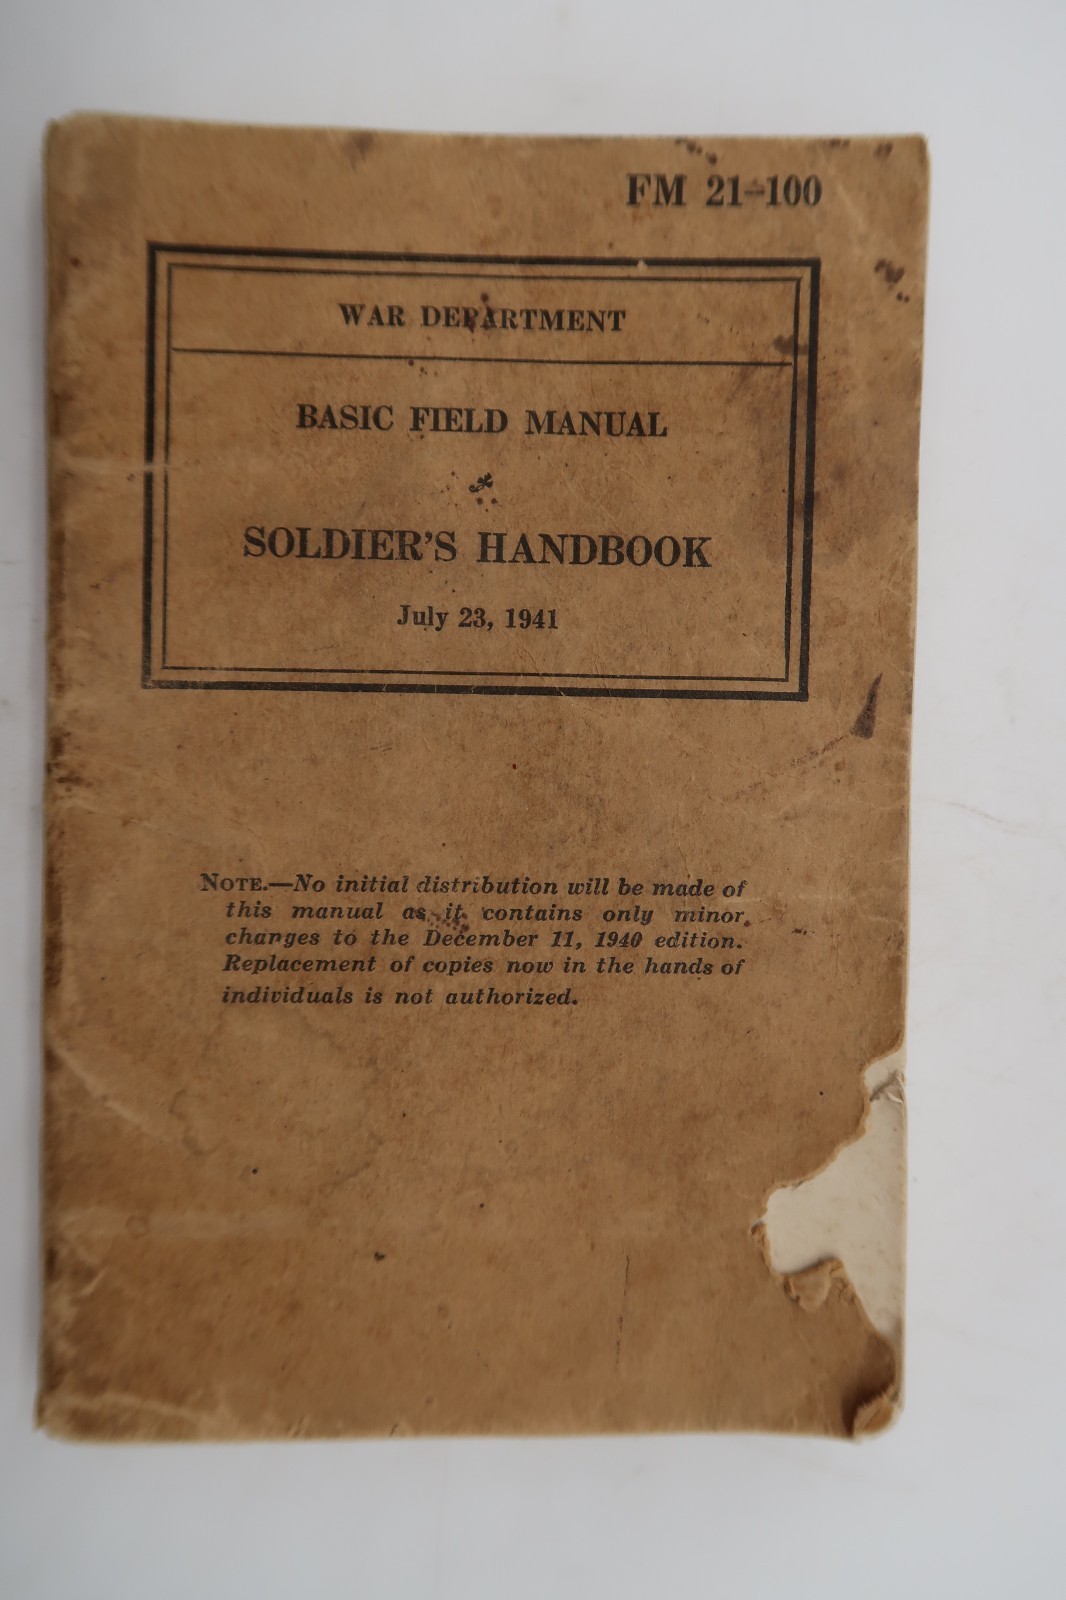 FM 21-100
WAR DEPARTMENT
BASIC FIELD MANUAL
SOLDIER'S HANDBOOK
July 23, 1941
NOTE.—No initial distribution will be made of
this manual as it contains only minor
changes to the December 11, 1940 edition.
Replacement of copies now in the hands of
individuals is not authorized.